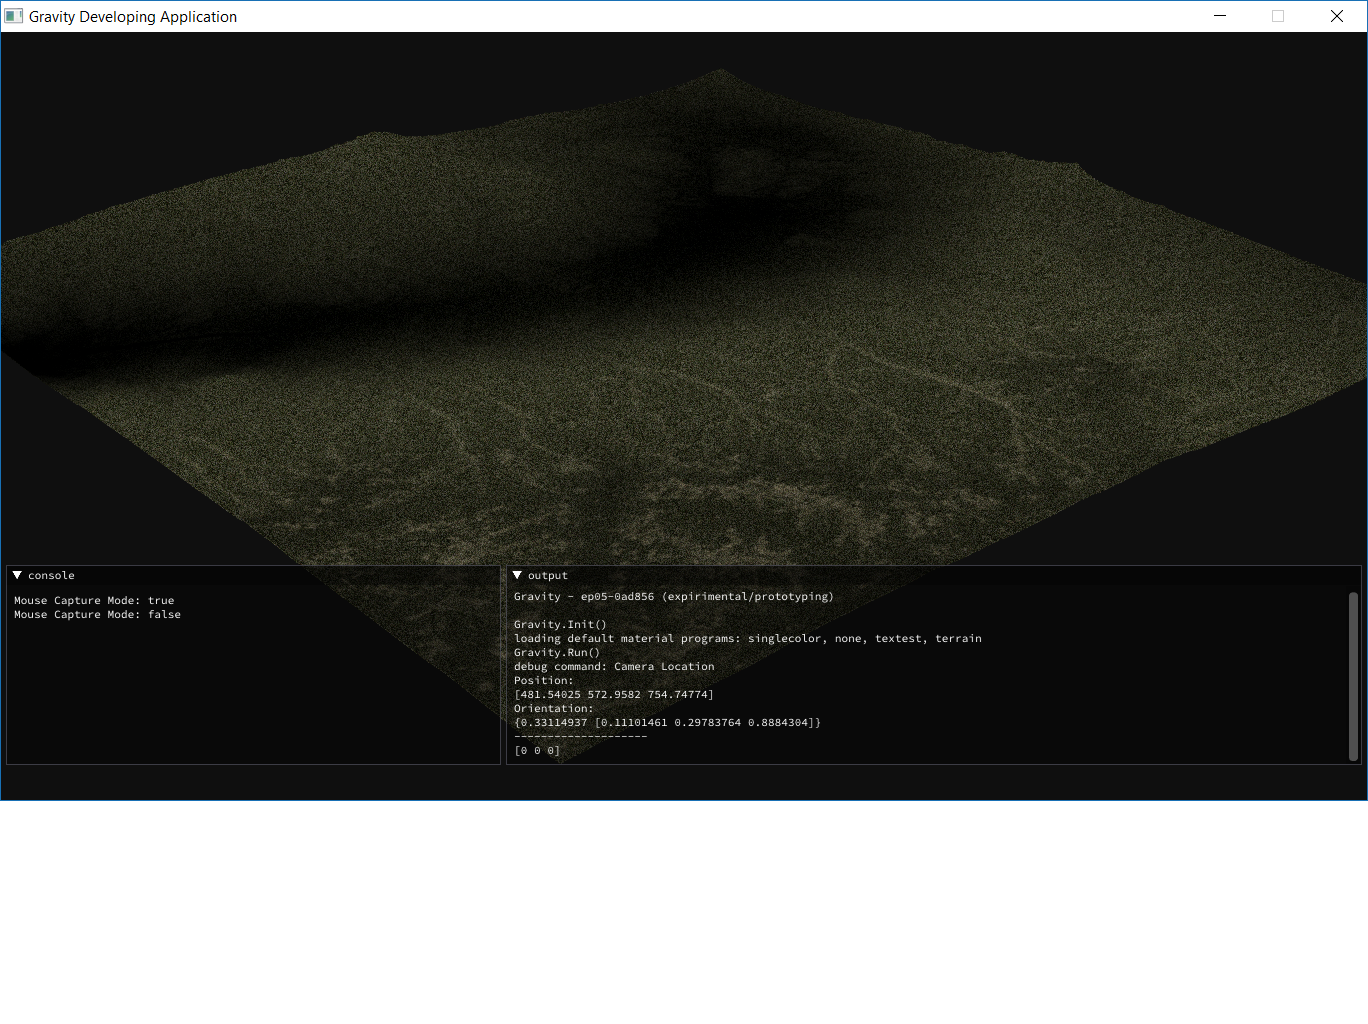 Gravity Developing Application
console
Mouse Capture Mode: true
Mouse Capture Mode: false
output
Gravity - ep05-0ad856 (expirimental/prototyping)
Gravity.Init()
loading default material programs: singlecolor, none, textest, terrain
Gravity.Run()
debug command: Camera Location
Position:
[481.54025 572.9582 754.74774]
Orientation:
{0.33114937 [0.11101461 0.29783764 0.8884304]}
--------------------
[0 0 0]